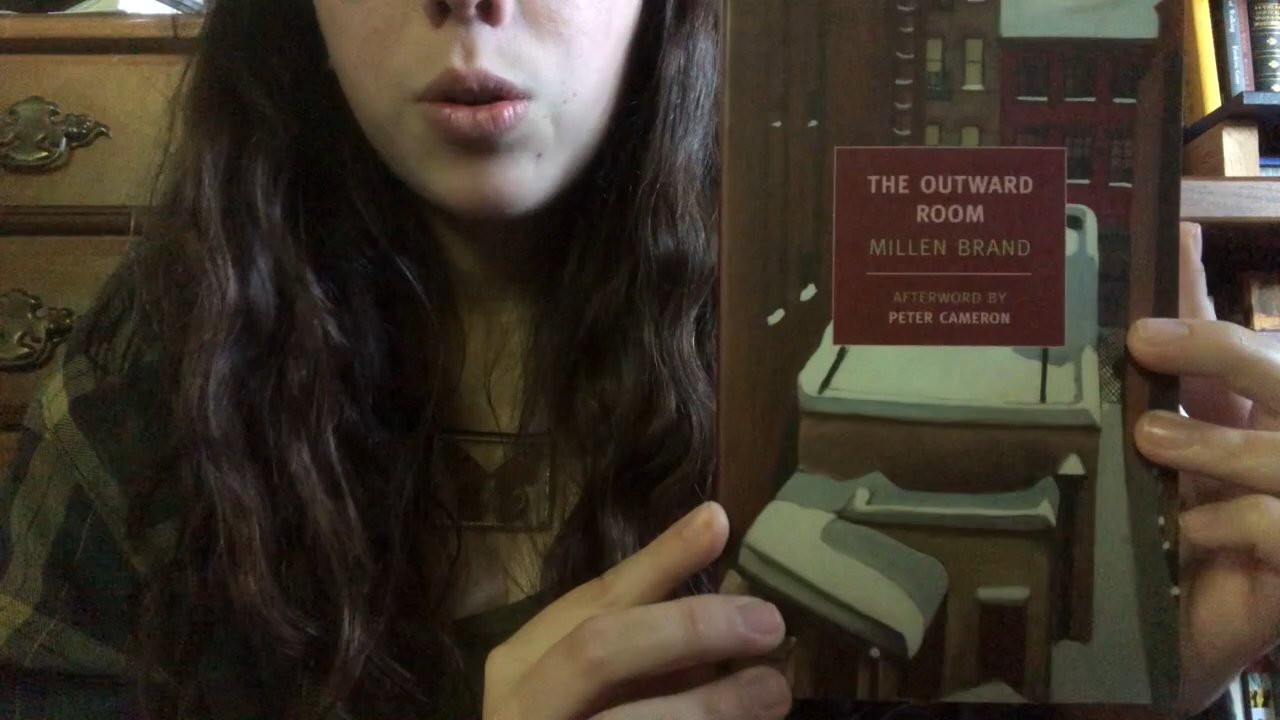 THE OUTWARD
ROOM
MILLEN BRAND
AFTERWORD BY
PETER CAMERON